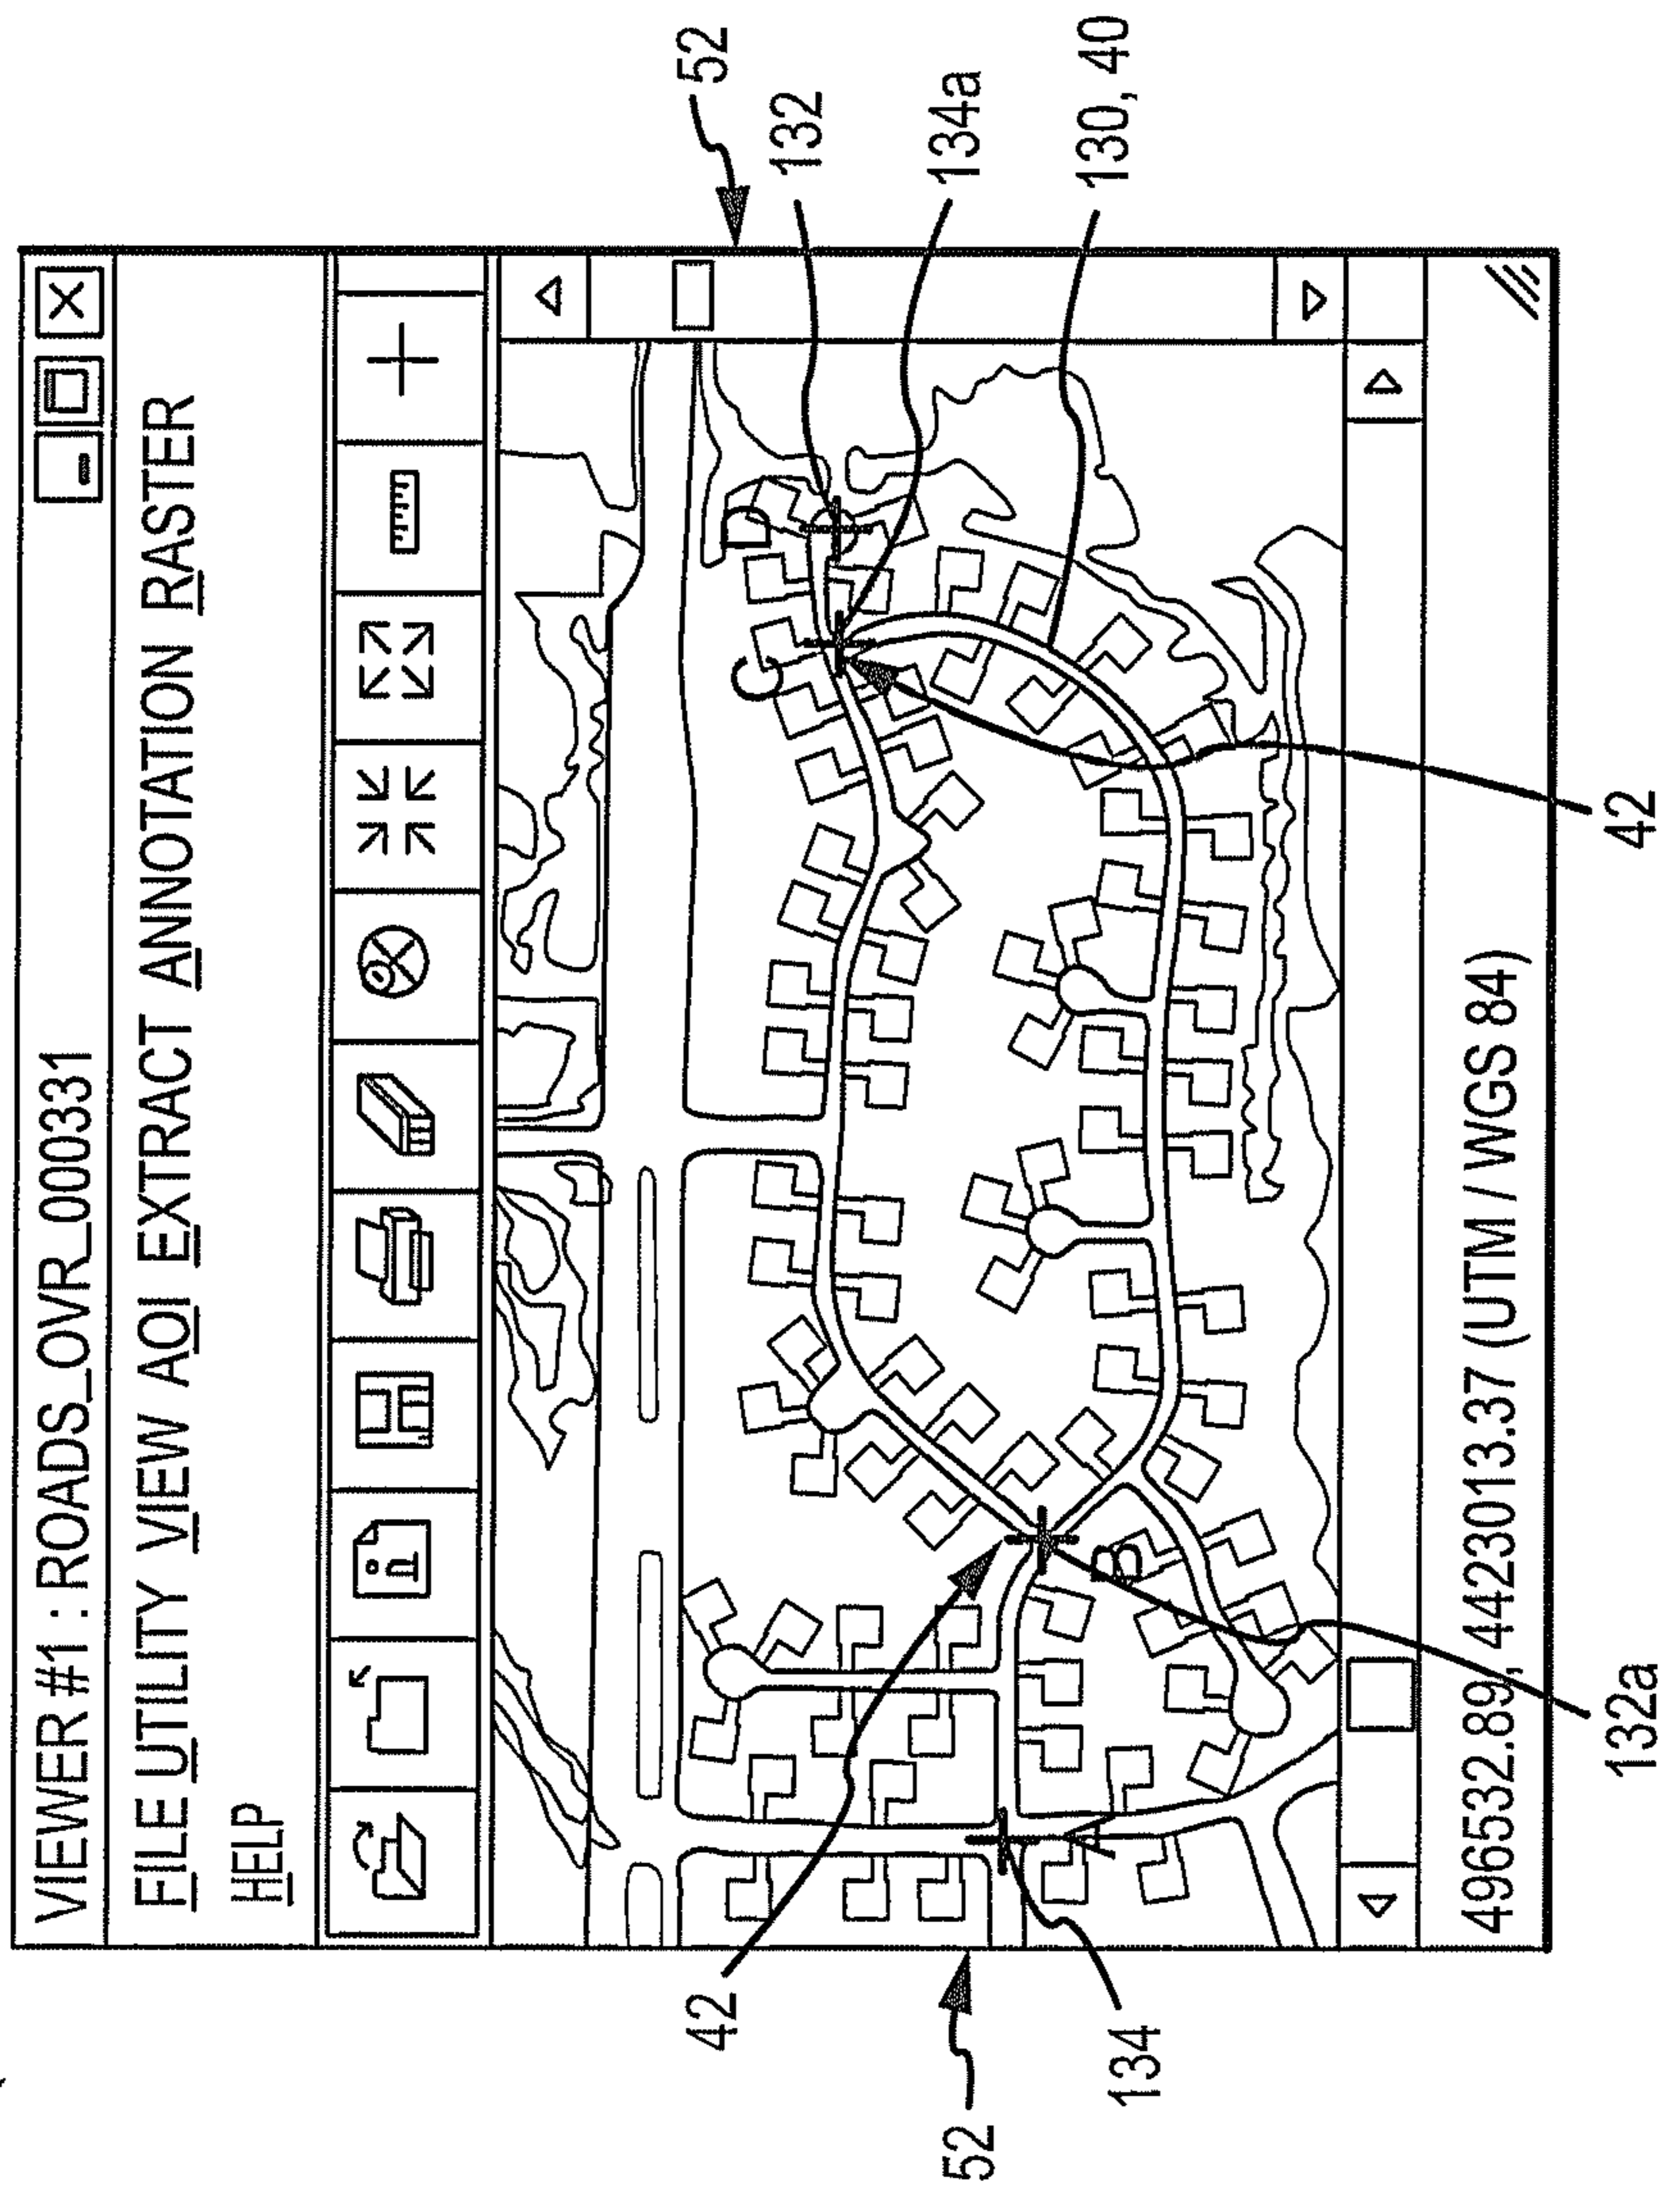 VIEWER #1 : ROADS_OVR_000331
FILE UTILITY VIEW AOI EXTRACT ANNOTATION RASTER
HELP
52
132
134a
130, 40
D
C
B
A
42
52
134
132a
42
496532.89, 4423013.37 (UTM / WGS 84)